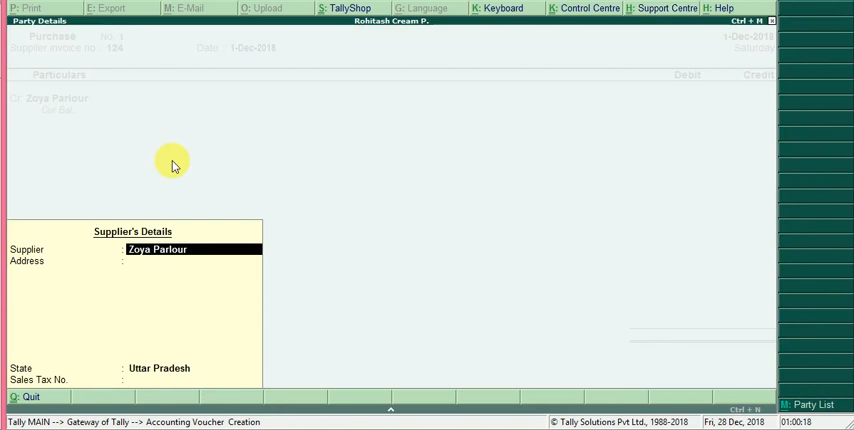 P: Print E: Export M: E-Mail O: Upload S: TallyShop G: Language K: Keyboard K: Control Centre H: Support Centre H: Help
Party Details Rohitash Cream P. Ctrl + M
Purchase No. 1 1-Dec-2018
Supplier invoice no.: 124 Date : 1-Dec-2018 Saturday
Particulars Debit Credit
Cr Zoya Parlour
Cur Bal:
Supplier's Details
Supplier : Zoya Parlour
Address :
State : Uttar Pradesh
Sales Tax No. :
Q: Quit
M: Party List
Ctrl + N
Tally MAIN --> Gateway of Tally --> Accounting Voucher Creation © Tally Solutions Pvt Ltd., 1988-2018 Fri, 28 Dec, 2018 01:00:18